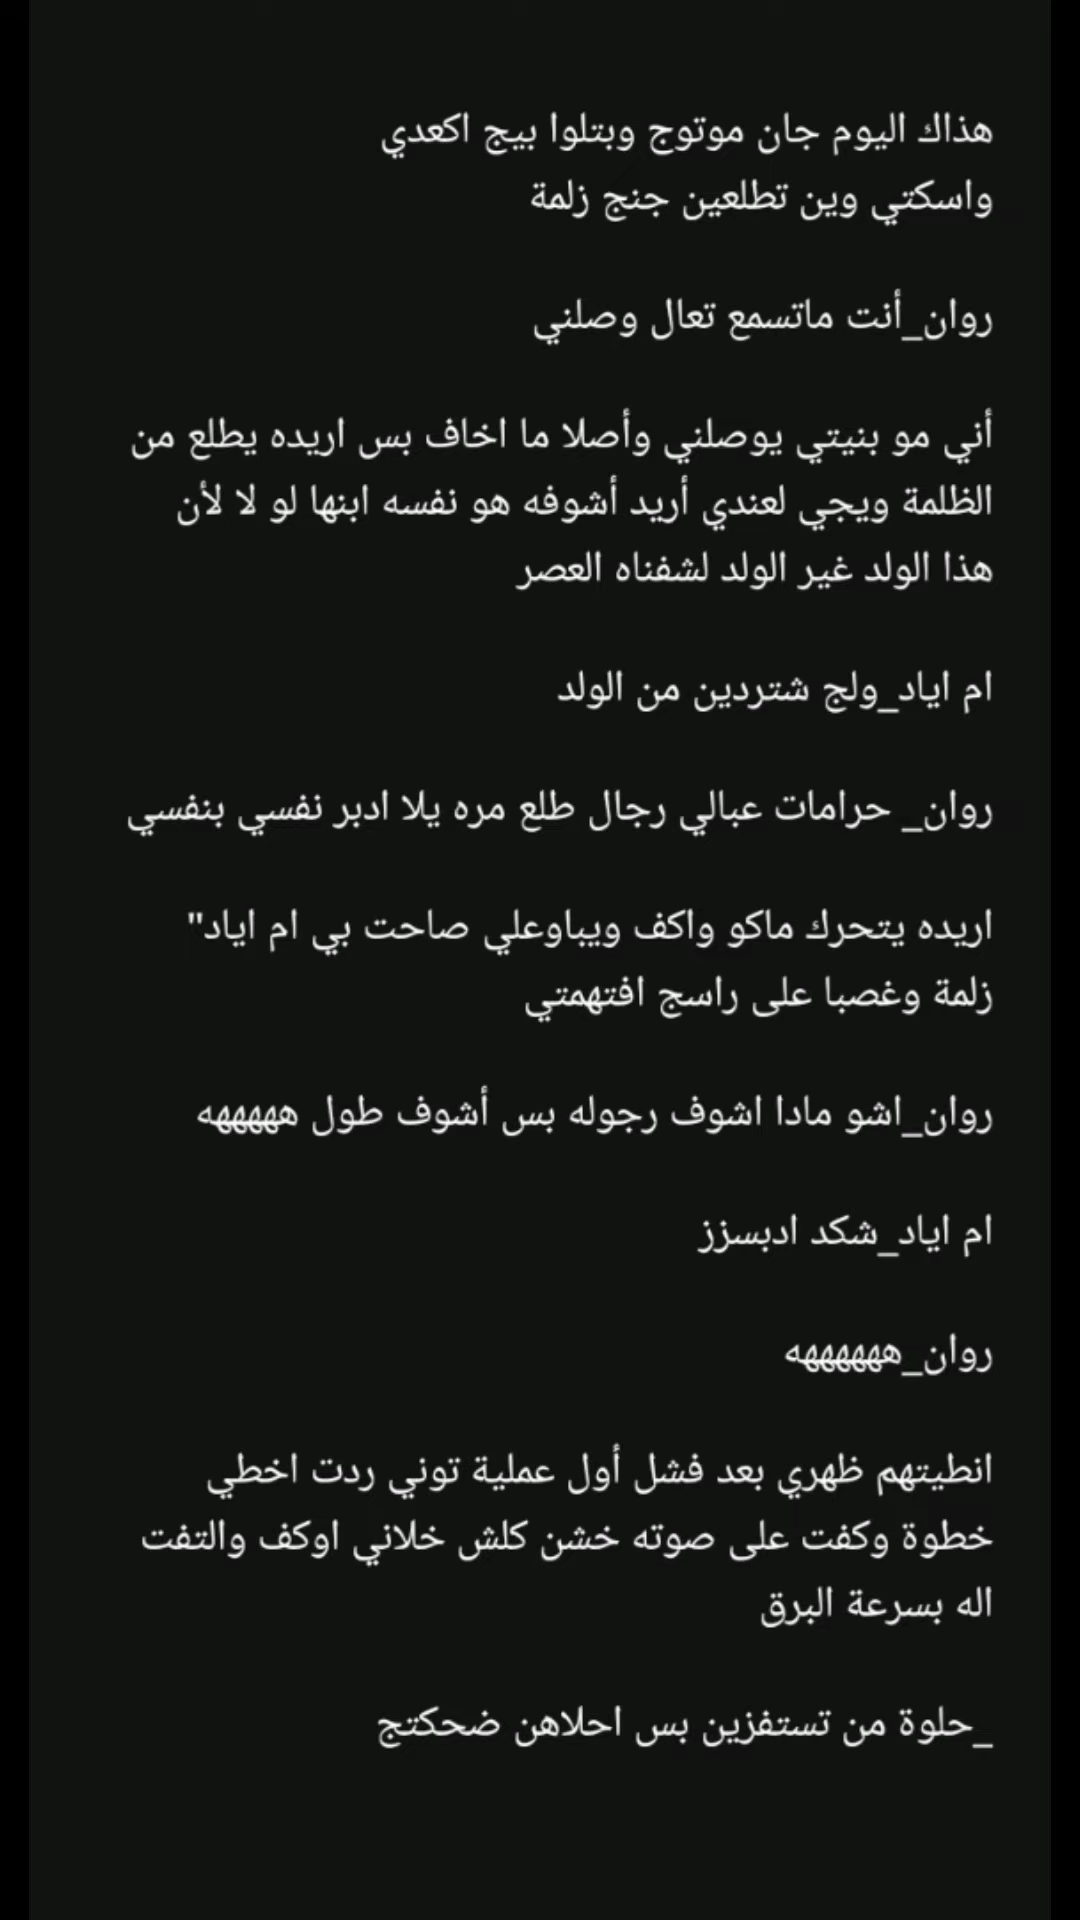 هذاك اليوم جان موتوج وبتلوا بيج اكعدي
واسكتي وين تطلعين جنج زلمة
روان_أنت ماتسمع تعال وصلني
أني مو بنيتي يوصلني وأصلا ما اخاف بس اريده يطلع من
الظلمة ويجي لعندي أريد أشوفه هو نفسه ابنها لو لا لأن
هذا الولد غير الولد لشفناه العصر
ام اياد_ولج شتردين من الولد
روان_ حرامات عبالي رجال طلع مره يلا ادبر نفسي بنفسي
اريده يتحرك ماكو واكف ويباوعلي صاحت بي ام اياد"
زلمة وغصبا على راسج افتهمتي
روان_اشو مادا اشوف رجوله بس أشوف طول هههههه
ام اياد_شكد ادبسزز
روان_ههههههه
انطيتهم ظهري بعد فشل أول عملية توني ردت اخطي
خطوة وكفت على صوته خشن كلش خلاني اوكف والتفت
اله بسرعة البرق
_حلوة من تستفزين بس احلاهن ضحكتج